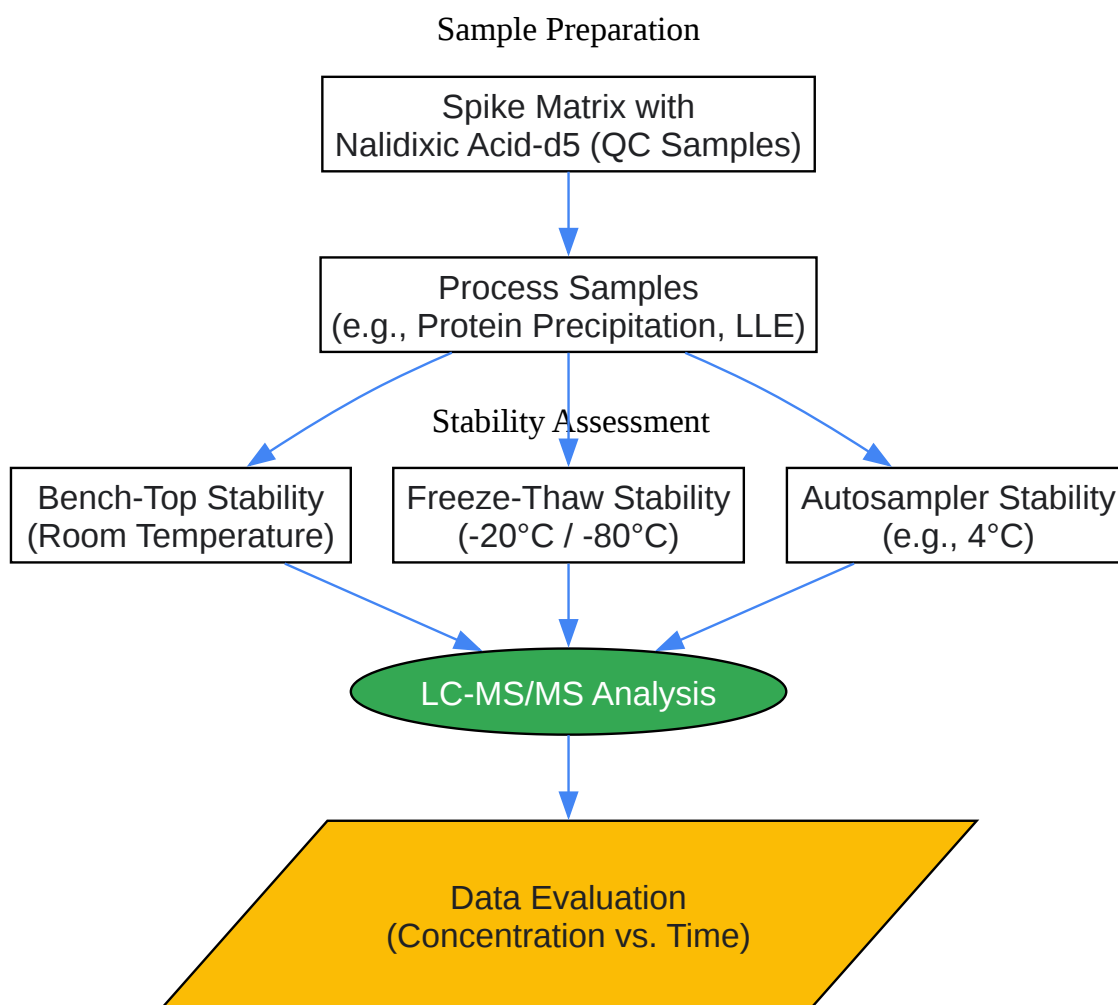 Sample Preparation
Spike Matrix with
Nalidixic Acid-d5 (QC Samples)
Process Samples
(e.g., Protein Precipitation, LLE)
Stability Assessment
Bench-Top Stability
(Room Temperature)
Freeze-Thaw Stability
(-20°C / -80°C)
Autosampler Stability
(e.g., 4°C)
LC-MS/MS Analysis
Data Evaluation
(Concentration vs. Time)